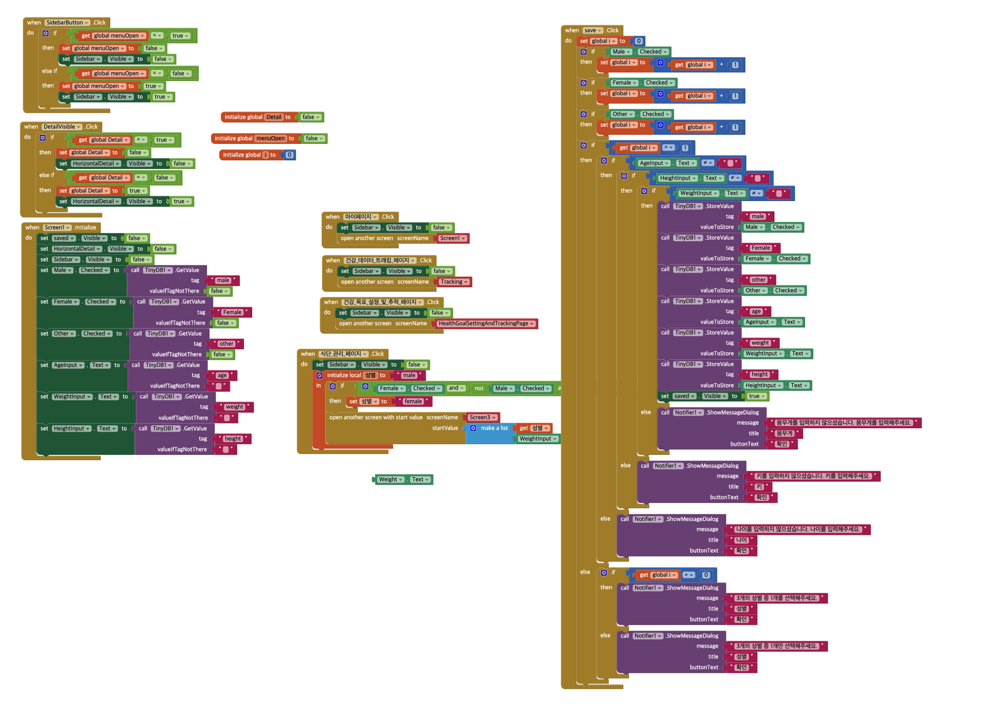 when SidebarButton .Click
do if get global menuOpen = true
then set global menuOpen to false
set Sidebar . Visible to false
else if get global menuOpen = false
then set global menuOpen to true
set Sidebar . Visible to true
when DetailVisible .Click
do if get global Detail = true
then set global Detail to false
set HorizontalDetail . Visible to false
else if get global Detail = false
then set global Detail to true
set HorizontalDetail . Visible to true
when Screen1 .Initialize
do set saved . Visible to false
set HorizontalDetail . Visible to false
set Sidebar . Visible to false
set Male . Checked to call TinyDB1 .GetValue
tag " male "
valueIfTagNotThere false
set Female . Checked to call TinyDB1 .GetValue
tag " Female "
valueIfTagNotThere false
set Other . Checked to call TinyDB1 .GetValue
tag " other "
valueIfTagNotThere false
set AgeInput . Text to call TinyDB1 .GetValue
tag " age "
valueIfTagNotThere " "
set WeightInput . Text to call TinyDB1 .GetValue
tag " weight "
valueIfTagNotThere " "
set HeightInput . Text to call TinyDB1 .GetValue
tag " height "
valueIfTagNotThere " "
initialize global Detail to false
initialize global menuOpen to false
initialize global i to 0
when 마이페이지 .Click
do set Sidebar . Visible to false
open another screen screenName Screen1
when 건강_데이터_트래킹_페이지 .Click
do set Sidebar . Visible to false
open another screen screenName Tracking
when 건강_목표_설정_및_추적_페이지 .Click
do set Sidebar . Visible to false
open another screen screenName HealthGoalSettingAndTrackingPage
when 식단_관리_페이지 .Click
do set Sidebar . Visible to false
initialize local 성별 to " male "
in if Female . Checked and not Male . Checked a
then set 성별 to " female "
open another screen with start value screenName Screen3
startValue make a list get 성별
WeightInput
Weight . Text
when save .Click
do set global i to 0
if Male . Checked
then set global i to get global i + 1
if Female . Checked
then set global i to get global i + 1
if Other . Checked
then set global i to get global i + 1
if get global i = 1
then if AgeInput . Text ≠ " "
then if HeightInput . Text ≠ " "
then if WeightInput . Text ≠ " "
then call TinyDB1 .StoreValue
tag " male "
valueToStore Male . Checked
call TinyDB1 .StoreValue
tag " Female "
valueToStore Female . Checked
call TinyDB1 .StoreValue
tag " other "
valueToStore Other . Checked
call TinyDB1 .StoreValue
tag " age "
valueToStore AgeInput . Text
call TinyDB1 .StoreValue
tag " weight "
valueToStore WeightInput . Text
call TinyDB1 .StoreValue
tag " height "
valueToStore HeightInput . Text
set saved . Visible to true
else call Notifier1 .ShowMessageDialog
message " 몸무게를 입력하지 않으셨습니다. 몸무게를 입력해주세요. "
title " 몸무게 "
buttonText " 확인 "
else call Notifier1 .ShowMessageDialog
message " 키를 입력하지 않으셨습니다. 키를 입력해주세요. "
title " 키 "
buttonText " 확인 "
else call Notifier1 .ShowMessageDialog
message " 나이를 입력하지 않으셨습니다. 나이를 입력해주세요. "
title " 나이 "
buttonText " 확인 "
else if get global i = 0
then call Notifier1 .ShowMessageDialog
message " 3개의 성별 중 1개를 선택해주세요. "
title " 성별 "
buttonText " 확인 "
else call Notifier1 .ShowMessageDialog
message " 3개의 성별 중 1개만 선택해주세요. "
title " 성별 "
buttonText " 확인 "